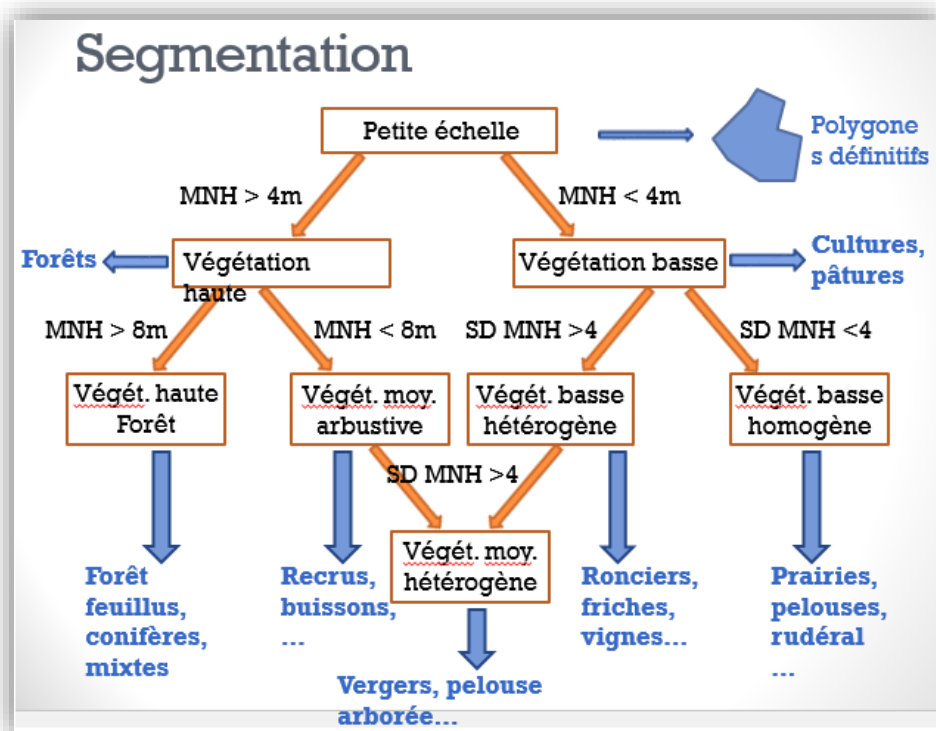 Segmentation
Petite échelle
Polygone
s définitifs
MNH > 4m
MNH < 4m
Forêts
Végétation
haute
Végétation basse
Cultures,
pâtures
MNH > 8m
MNH < 8m
SD MNH >4
SD MNH <4
Végét. haute
Forêt
Végét. moy.
arbustive
Végét. basse
hétérogène
Végét. basse
homogène
SD MNH >4
Végét. moy.
hétérogène
Forêt
feuillus,
conifères,
mixtes
Recrus,
buissons,
...
Ronciers,
friches,
vignes...
Prairies,
pelouses,
rudéral
...
Vergers, pelouse
arborée...